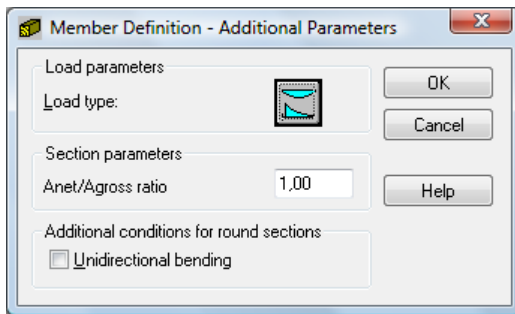 Member Definition - Additional Parameters
Load parameters
Load type:
OK
Cancel
Section parameters
Anet/Agross ratio
1,00
Help
Additional conditions for round sections
Unidirectional bending